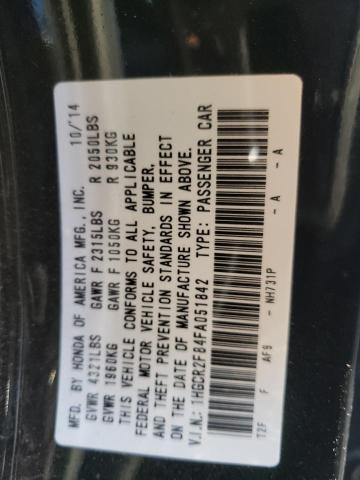 MFD. BY HONDA OF AMERICA MFG., INC. 10/'14
GVWR 4321LBS GAWR F 2315LBS R 2050LBS
GVWR 1960KG GAWR F 1050KG R 930KG
THIS VEHICLE CONFORMS TO ALL APPLICABLE
FEDERAL MOTOR VEHICLE SAFETY, BUMPER,
AND THEFT PREVENTION STANDARDS IN EFFECT
ON THE DATE OF MANUFACTURE SHOWN ABOVE.
V.I.N.: 1HGCR2F84FA051842 TYPE: PASSENGER CAR
T2F F AF9 - NH731P - A - A